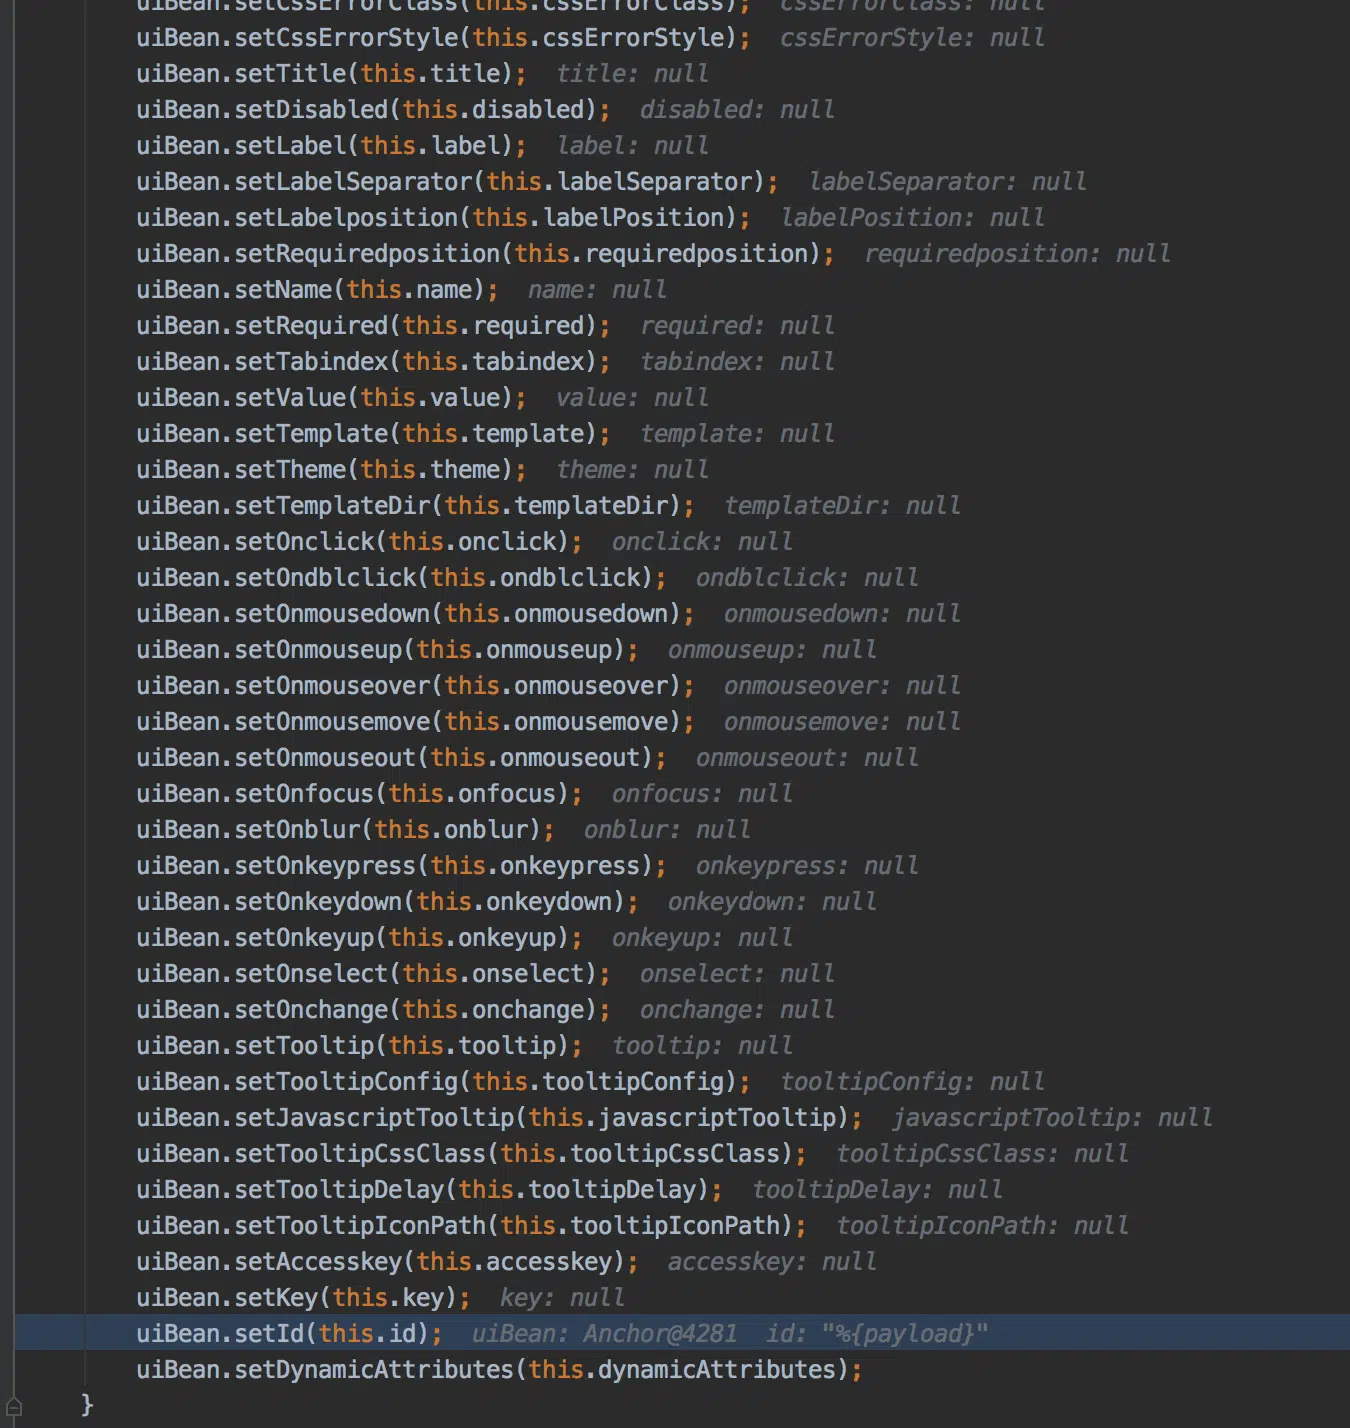 uiBean.setCssErrorClass(this.cssErrorClass);  cssErrorClass: null
uiBean.setCssErrorStyle(this.cssErrorStyle);  cssErrorStyle: null
uiBean.setTitle(this.title);  title: null
uiBean.setDisabled(this.disabled);  disabled: null
uiBean.setLabel(this.label);  label: null
uiBean.setLabelSeparator(this.labelSeparator);  labelSeparator: null
uiBean.setLabelposition(this.labelPosition);  labelPosition: null
uiBean.setRequiredposition(this.requiredposition);  requiredposition: null
uiBean.setName(this.name);  name: null
uiBean.setRequired(this.required);  required: null
uiBean.setTabindex(this.tabindex);  tabindex: null
uiBean.setValue(this.value);  value: null
uiBean.setTemplate(this.template);  template: null
uiBean.setTheme(this.theme);  theme: null
uiBean.setTemplateDir(this.templateDir);  templateDir: null
uiBean.setOnclick(this.onclick);  onclick: null
uiBean.setOndblclick(this.ondblclick);  ondblclick: null
uiBean.setOnmousedown(this.onmousedown);  onmousedown: null
uiBean.setOnmouseup(this.onmouseup);  onmouseup: null
uiBean.setOnmouseover(this.onmouseover);  onmouseover: null
uiBean.setOnmousemove(this.onmousemove);  onmousemove: null
uiBean.setOnmouseout(this.onmouseout);  onmouseout: null
uiBean.setOnfocus(this.onfocus);  onfocus: null
uiBean.setOnblur(this.onblur);  onblur: null
uiBean.setOnkeypress(this.onkeypress);  onkeypress: null
uiBean.setOnkeydown(this.onkeydown);  onkeydown: null
uiBean.setOnkeyup(this.onkeyup);  onkeyup: null
uiBean.setOnselect(this.onselect);  onselect: null
uiBean.setOnchange(this.onchange);  onchange: null
uiBean.setTooltip(this.tooltip);  tooltip: null
uiBean.setTooltipConfig(this.tooltipConfig);  tooltipConfig: null
uiBean.setJavascriptTooltip(this.javascriptTooltip);  javascriptTooltip: null
uiBean.setTooltipCssClass(this.tooltipCssClass);  tooltipCssClass: null
uiBean.setTooltipDelay(this.tooltipDelay);  tooltipDelay: null
uiBean.setTooltipIconPath(this.tooltipIconPath);  tooltipIconPath: null
uiBean.setAccesskey(this.accesskey);  accesskey: null
uiBean.setKey(this.key);  key: null
uiBean.setId(this.id);  uiBean: Anchor@4281  id: "%{payload}"
uiBean.setDynamicAttributes(this.dynamicAttributes);
}